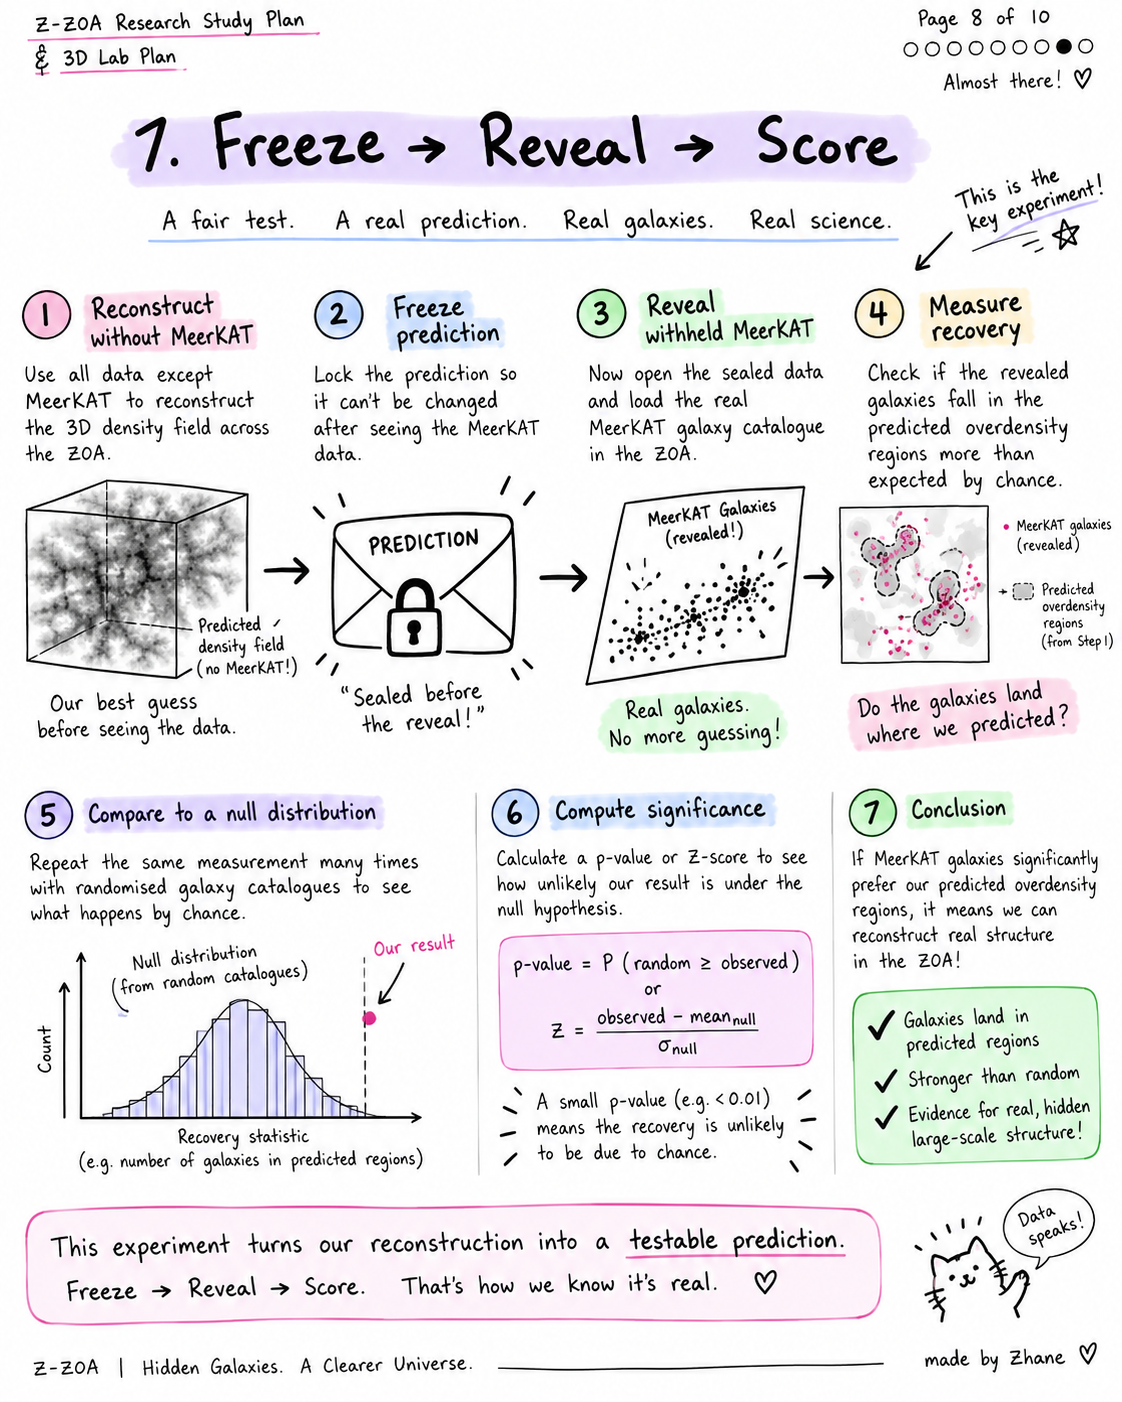 Z-ZOA Research Study Plan
& 3D Lab Plan
Page 8 of 10
Almost there! ♡
7. Freeze → Reveal → Score
A fair test. A real prediction. Real galaxies. Real science.
This is the
key experiment!
1 Reconstruct
without MeerKAT
Use all data except
MeerKAT to reconstruct
the 3D density field across
the ZOA.
Predicted
density field
(no MeerKAT!)
Our best guess
before seeing the data.
2 Freeze
prediction
Lock the prediction so
it can't be changed
after seeing the MeerKAT
data.
PREDICTION
"Sealed before
the reveal!"
3 Reveal
withheld MeerKAT
Now open the sealed data
and load the real
MeerKAT galaxy catalogue
in the ZOA.
MeerKAT Galaxies
(revealed!)
Real galaxies.
No more guessing!
4 Measure
recovery
Check if the revealed
galaxies fall in the
predicted overdensity
regions more than
expected by chance.
MeerKAT galaxies
(revealed)
Predicted
overdensity
regions
(from Step 1)
Do the galaxies land
where we predicted?
5 Compare to a null distribution
Repeat the same measurement many times
with randomised galaxy catalogues to see
what happens by chance.
Null distribution
(from random catalogues)
Our result
Count
Recovery statistic
(e.g. number of galaxies in predicted regions)
6 Compute significance
Calculate a p-value or Z-score to see
how unlikely our result is under the
null hypothesis.
p-value = P (random ≥ observed)
or
Z = observed − mean null
σ null
A small p-value (e.g. < 0.01)
means the recovery is unlikely
to be due to chance.
7 Conclusion
If MeerKAT galaxies significantly
prefer our predicted overdensity
regions, it means we can
reconstruct real structure
in the ZOA!
✓ Galaxies land in
predicted regions
✓ Stronger than random
✓ Evidence for real, hidden
large-scale structure!
This experiment turns our reconstruction into a testable prediction.
Freeze → Reveal → Score. That's how we know it's real. ♡
Data
speaks!
Z-ZOA | Hidden Galaxies. A Clearer Universe.
made by Zhane ♡